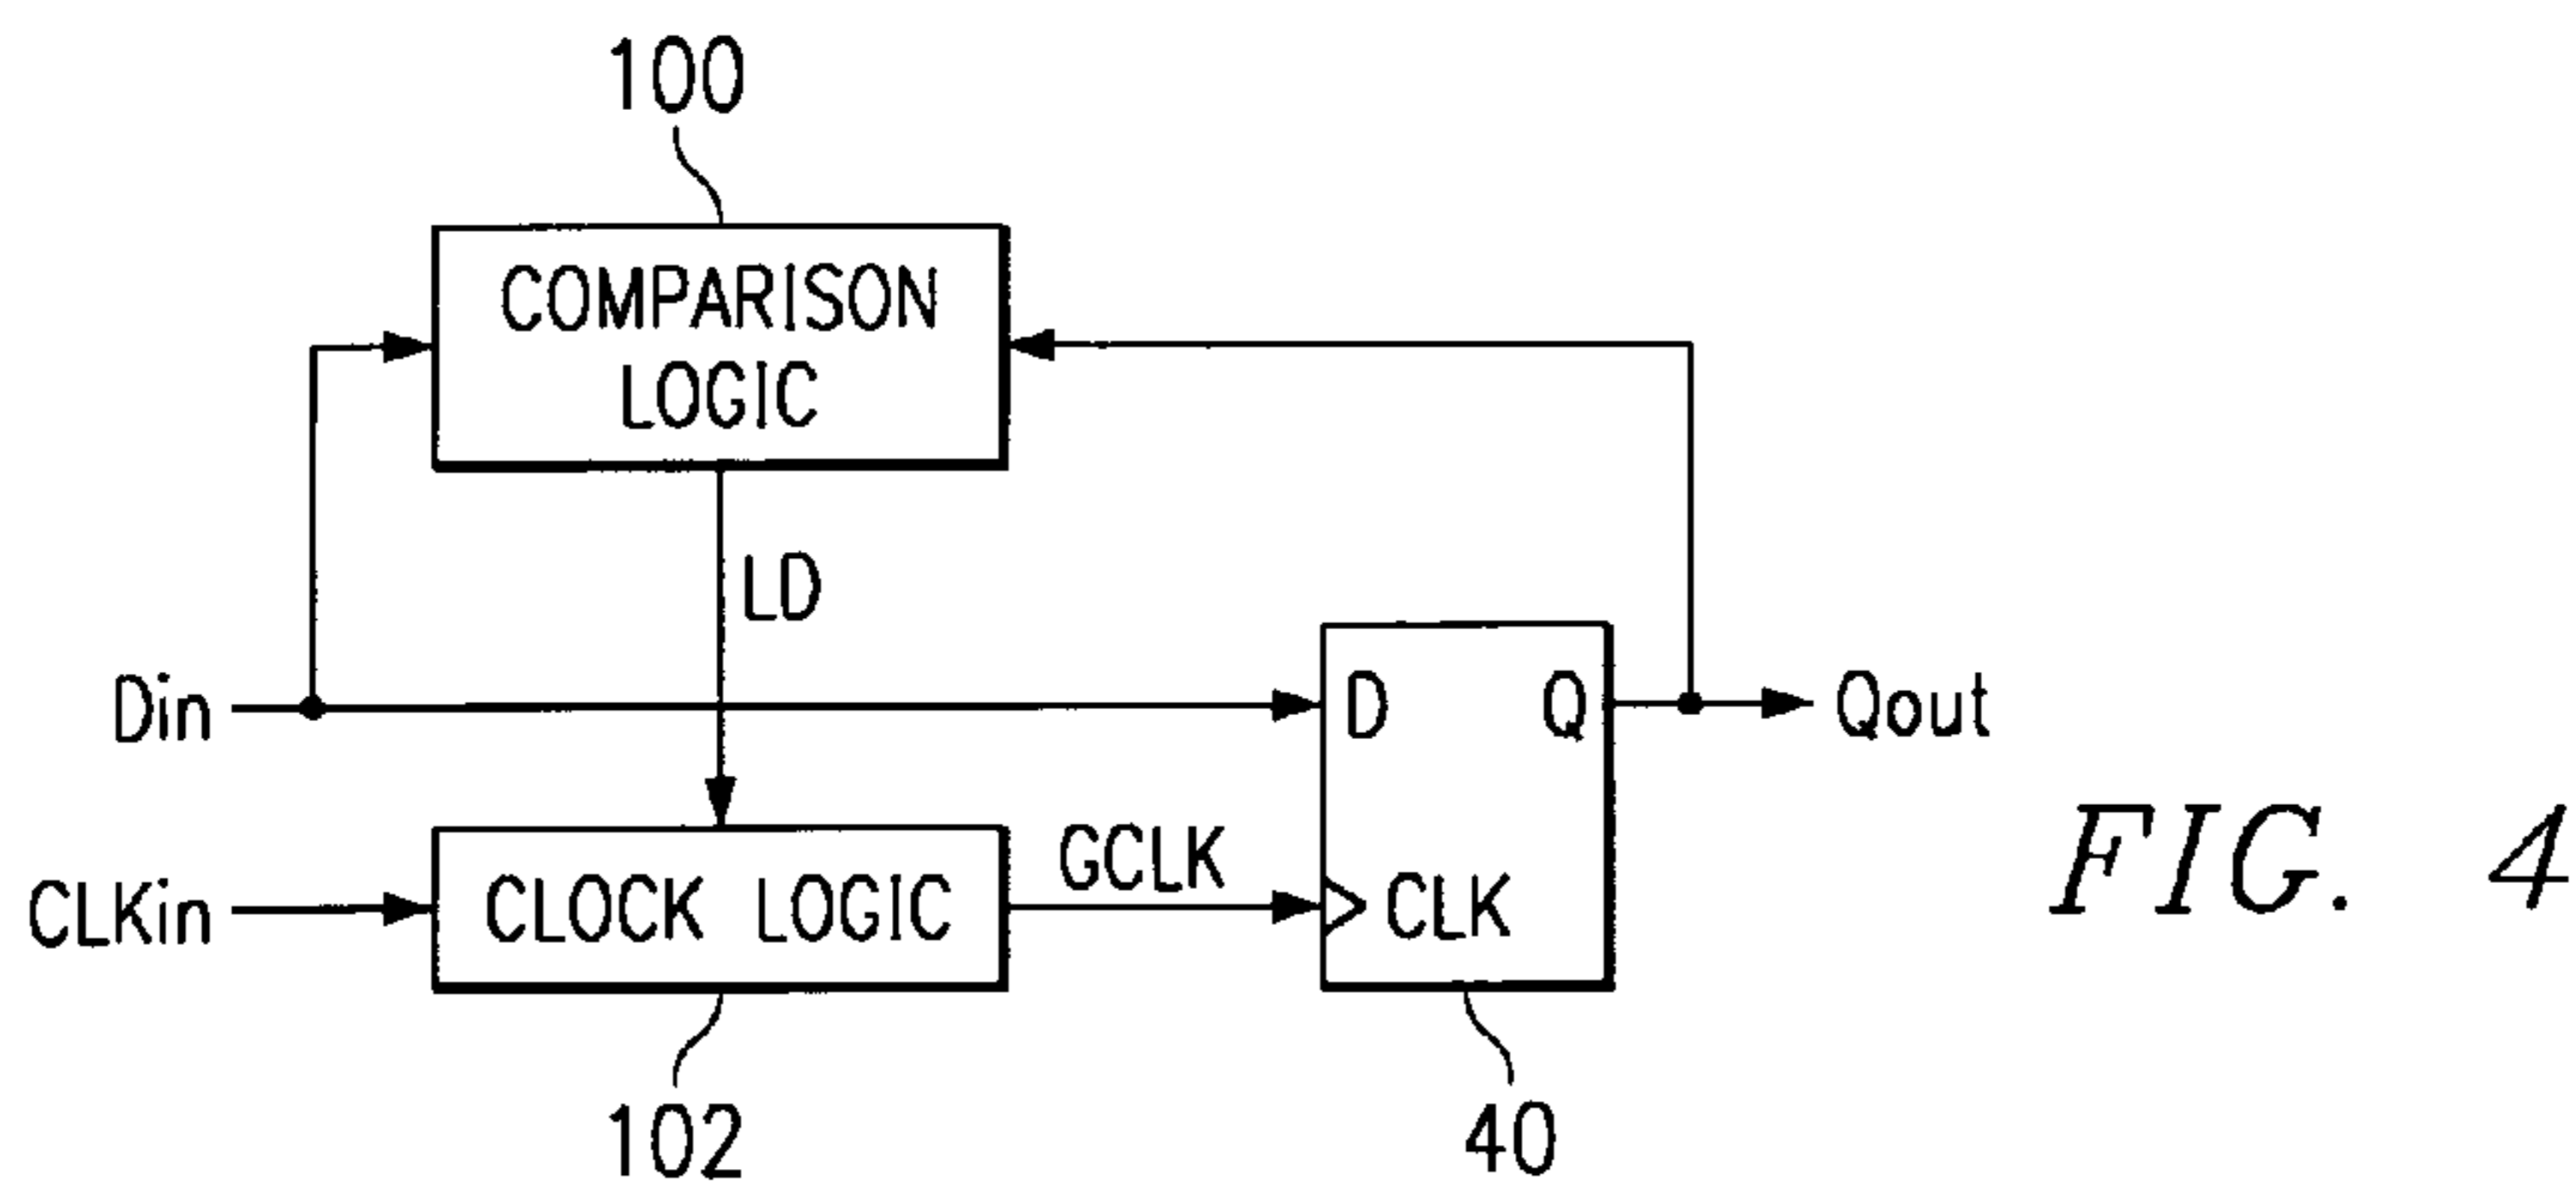 100
COMPARISON
LOGIC
LD
Din
D Q
Qout
CLKin
CLOCK LOGIC
GCLK
CLK
102
40
FIG. 4